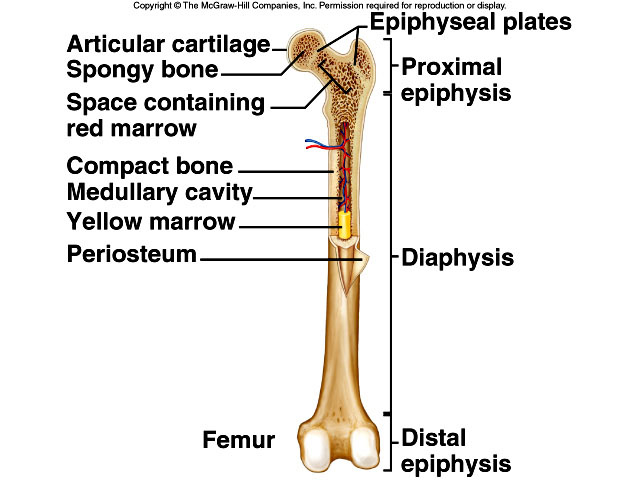 Copyright © The McGraw-Hill Companies, Inc. Permission required for reproduction or display.
Epiphyseal plates
Articular cartilage
Spongy bone
Space containing
red marrow
Compact bone
Medullary cavity
Yellow marrow
Periosteum
Femur
Proximal
epiphysis
Diaphysis
Distal
epiphysis